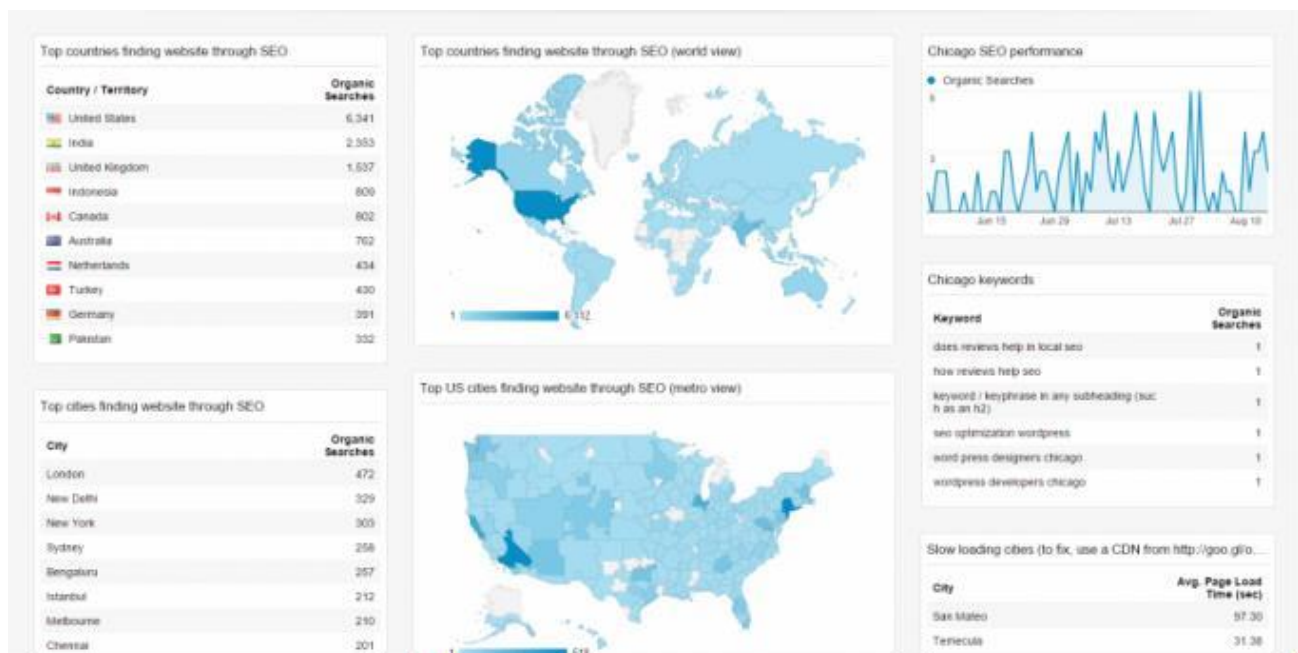 Top countries finding website through SEO
Country / Territory Organic Searches
United States 6,341
India 2,353
United Kingdom 1,537
Indonesia 809
Canada 802
Australia 762
Netherlands 434
Turkey 430
Germany 391
Pakistan 332
Top cities finding website through SEO
City Organic Searches
London 472
New Delhi 329
New York 303
Sydney 258
Bengaluru 257
Istanbul 212
Melbourne 210
Chennai 201
Top countries finding website through SEO (world view)
1
Top US cities finding website through SEO (metro view)
1
Chicago SEO performance
Organic Searches
6
3
Jun 15 Jun 29 Jul 13 Jul 27 Aug 10
Chicago keywords
Keyword Organic Searches
does reviews help in local seo 1
how reviews help seo 1
keyword / keyphrase in any subheading (suc
h as an h2) 1
seo optimization wordpress 1
word press designers chicago 1
wordpress developers chicago 1
Slow loading cities (to fix, use a CDN from http://goo.gl/o...
City Avg. Page Load Time (sec)
San Mateo 97.30
Temecula 31.38